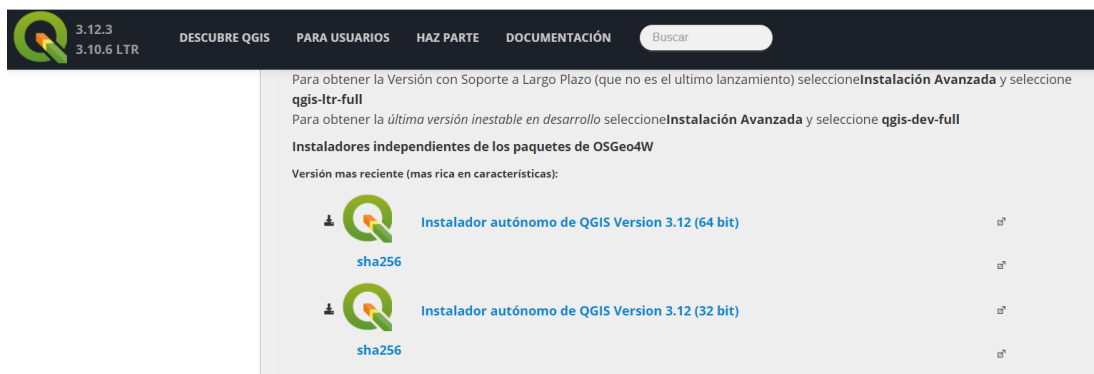 3.12.3
3.10.6 LTR
DESCUBRE QGIS
PARA USUARIOS
HAZ PARTE
DOCUMENTACIÓN
Buscar
Para obtener la Versión con Soporte a Largo Plazo (que no es el ultimo lanzamiento) seleccioneInstalación Avanzada y seleccione
qgis-ltr-full
Para obtener la última versión inestable en desarrollo seleccioneInstalación Avanzada y seleccione qgis-dev-full
Instaladores independientes de los paquetes de OSGeo4W
Versión mas reciente (mas rica en características):
Instalador autónomo de QGIS Version 3.12 (64 bit)
sha256
Instalador autónomo de QGIS Version 3.12 (32 bit)
sha256